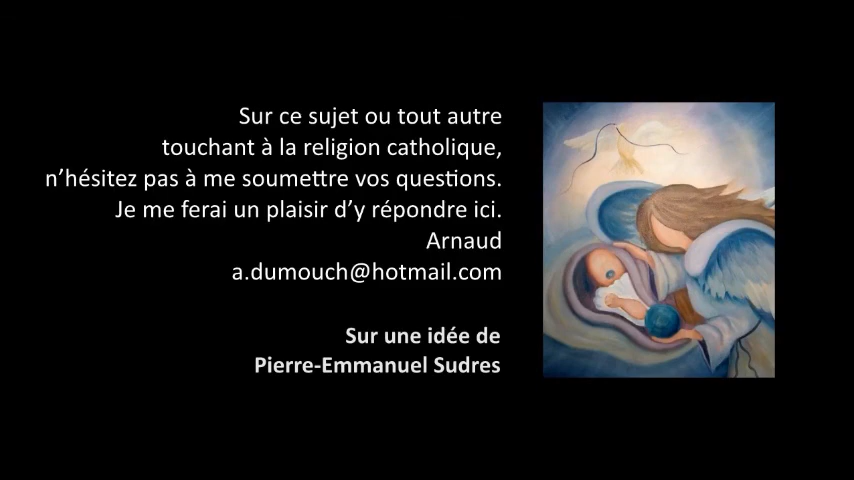 Sur ce sujet ou tout autre
touchant à la religion catholique,
n’hésitez pas à me soumettre vos questions.
Je me ferai un plaisir d’y répondre ici.
Arnaud
a.dumouch@hotmail.com
Sur une idée de
Pierre-Emmanuel Sudres